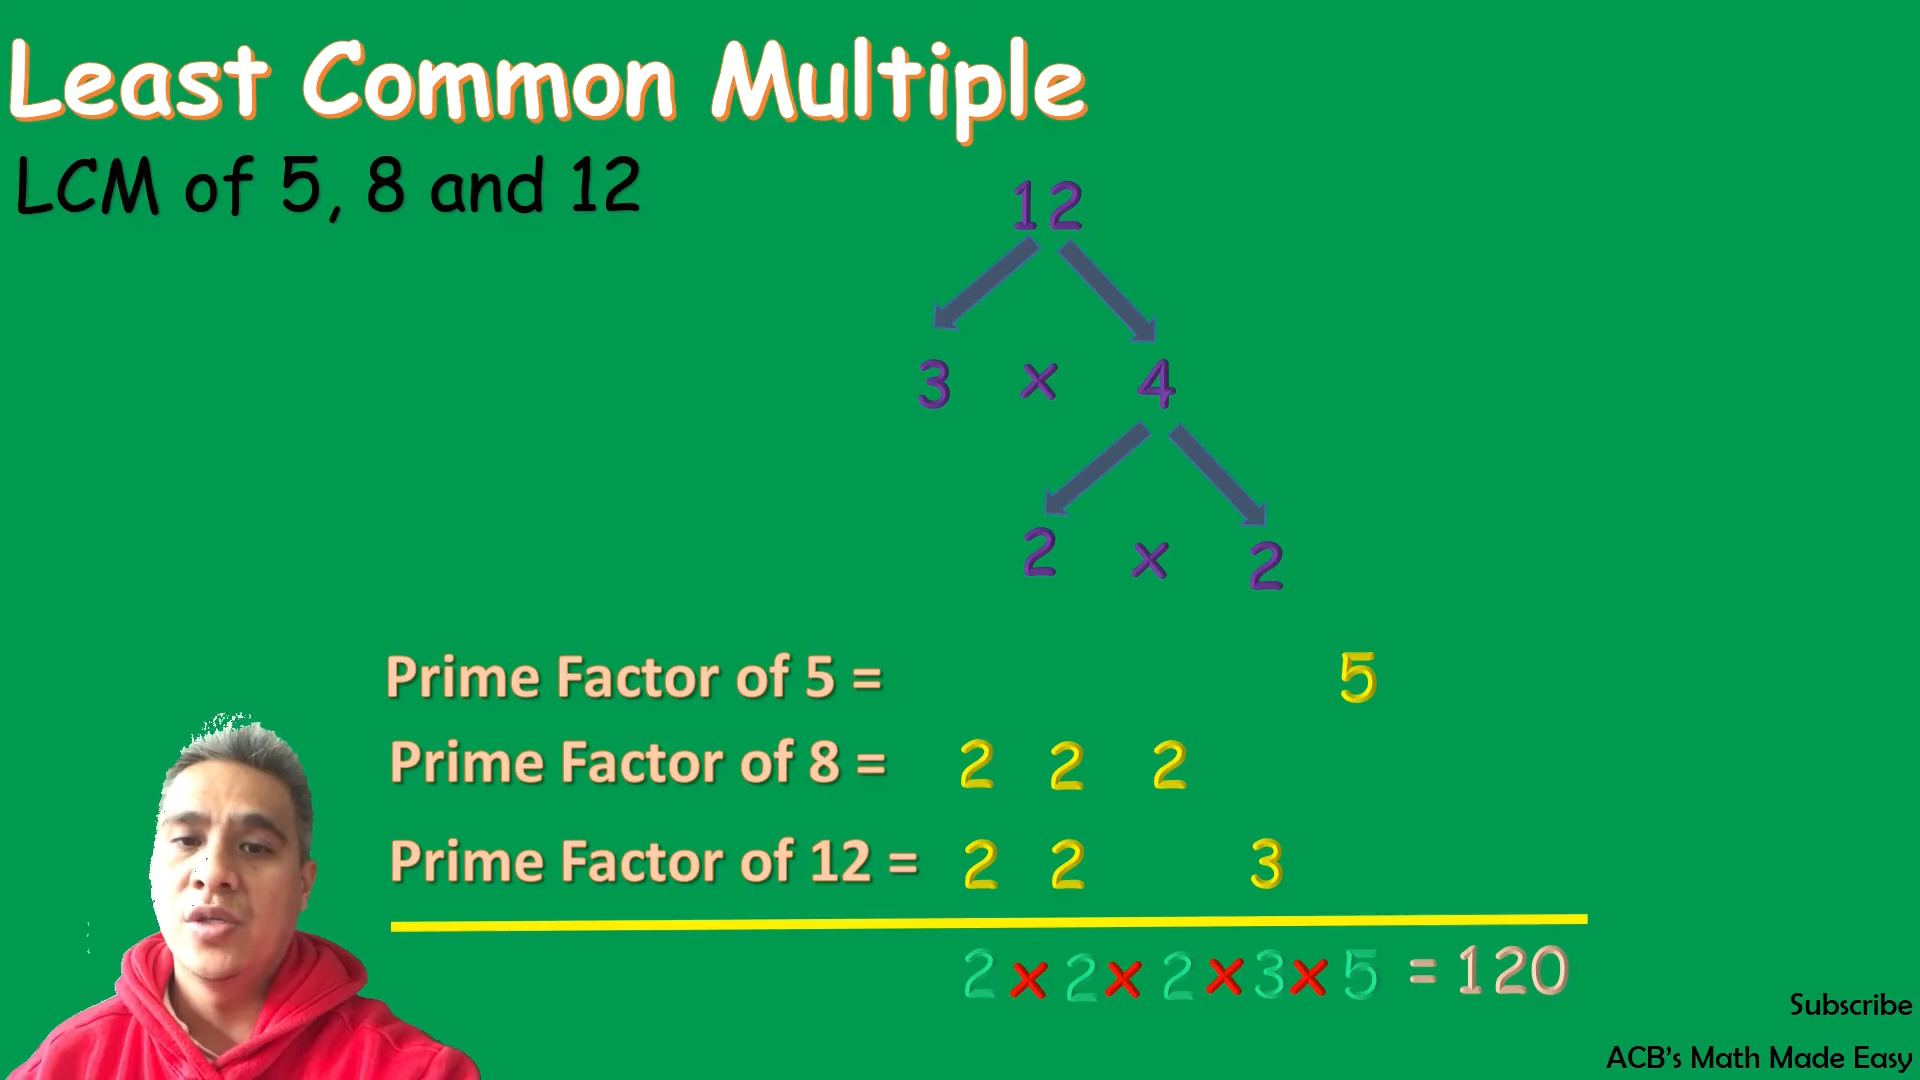 Least Common Multiple
LCM of 5, 8 and 12
12
3 x 4
2 x 2
Prime Factor of 5 = 5
Prime Factor of 8 = 2 2 2
Prime Factor of 12 = 2 2 3
2 x 2 x 2 x 3 x 5 = 120
Subscribe
ACB's Math Made Easy